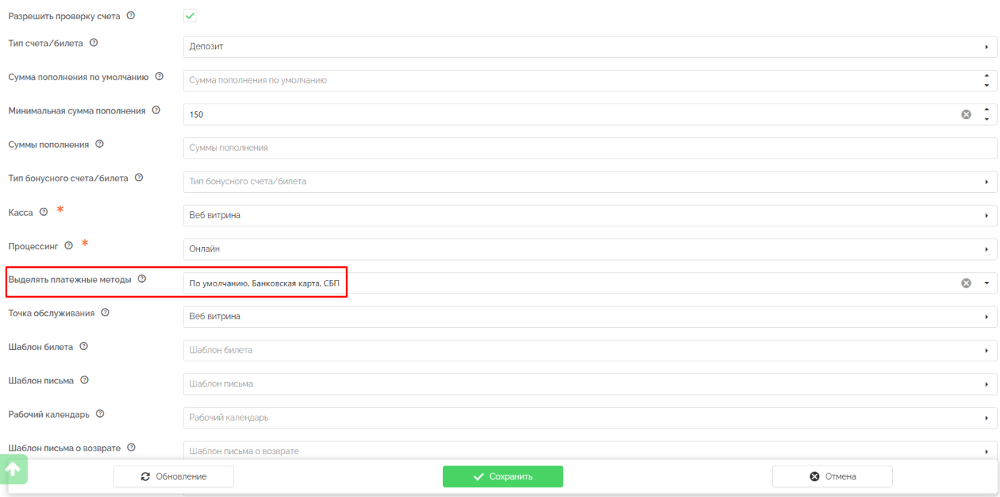 Разрешить проверку счета
Тип счета/билета Депозит
Сумма пополнения по умолчанию Сумма пополнения по умолчанию
Минимальная сумма пополнения 150
Суммы пополнения Суммы пополнения
Тип бонусного счета/билета Тип бонусного счета/билета
Касса * Веб витрина
Процессинг * Онлайн
Выделять платежные методы По умолчанию, Банковская карта, СБП
Точка обслуживания Веб витрина
Шаблон билета Шаблон билета
Шаблон письма Шаблон письма
Рабочий календарь Рабочий календарь
Шаблон письма о возврате Шаблон письма о возврате
Обновление Сохранить Отмена